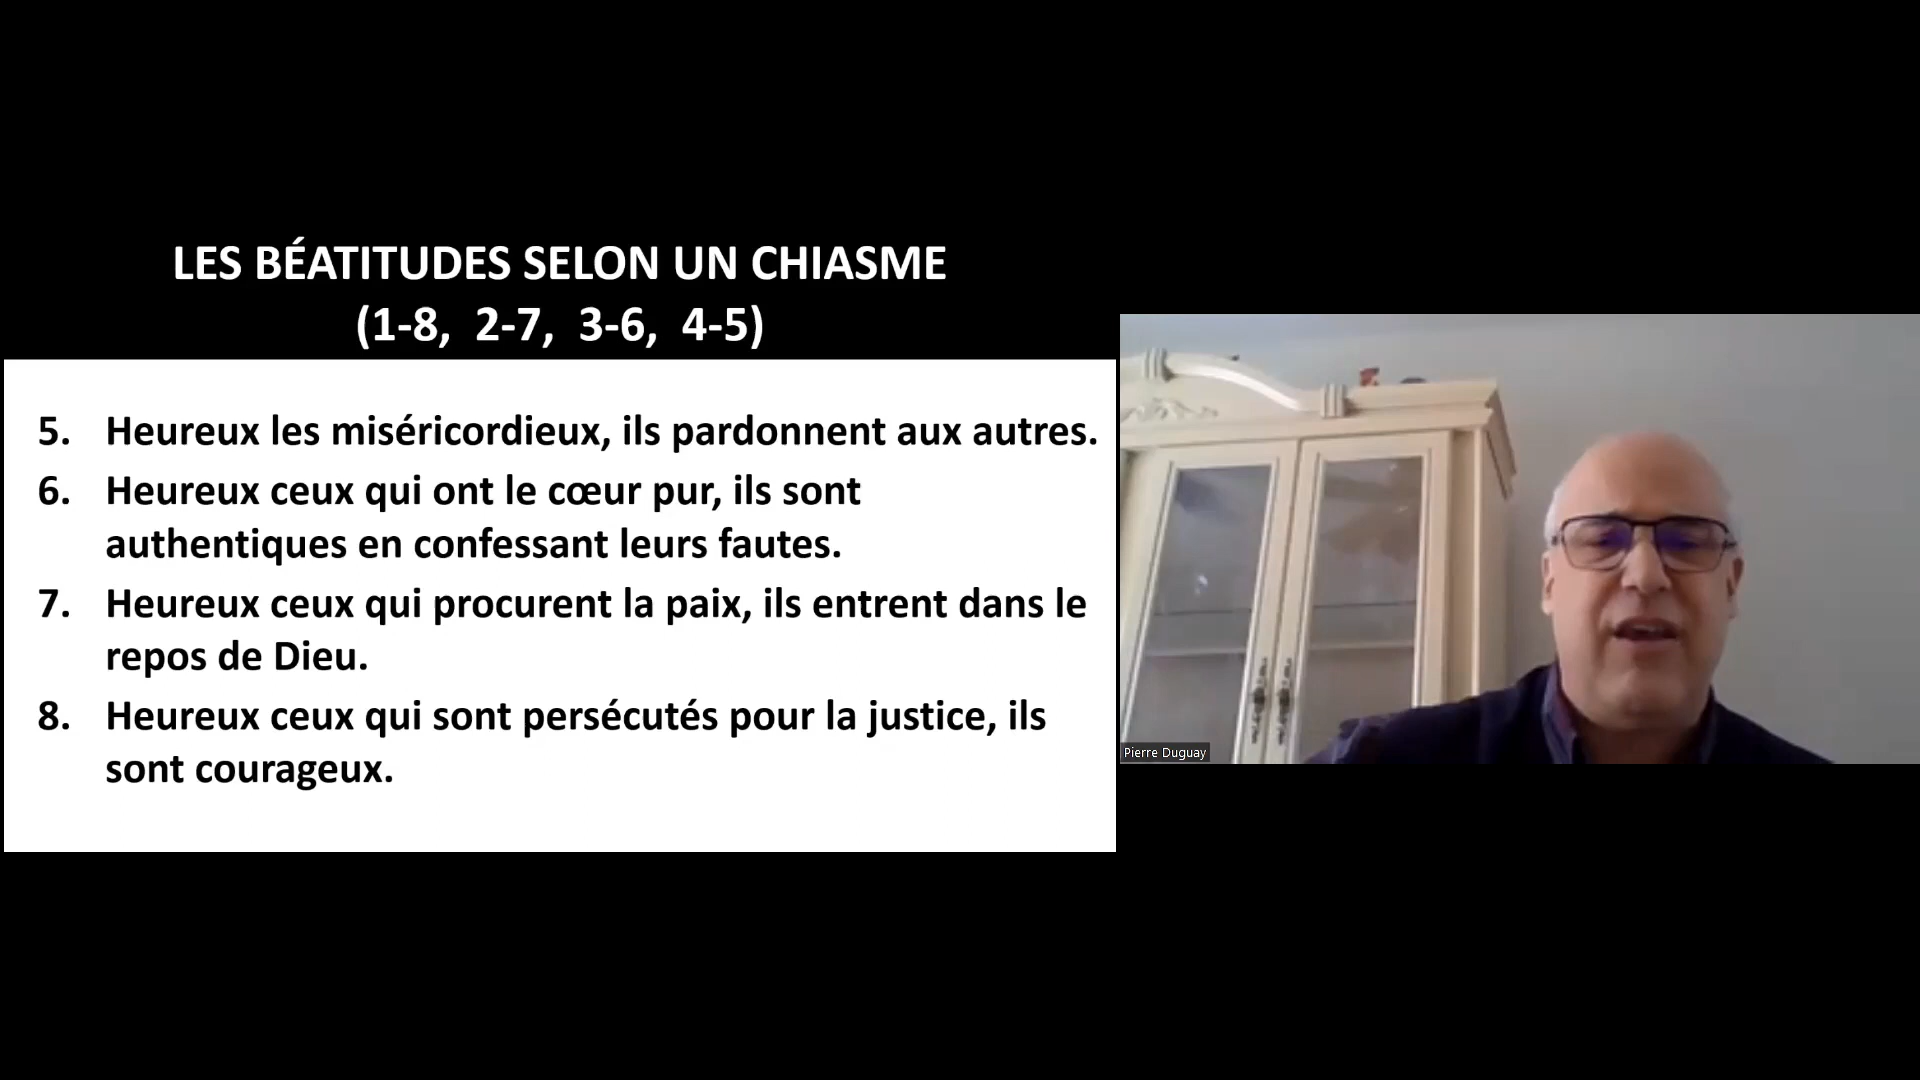 LES BÉATITUDES SELON UN CHIASME
(1-8, 2-7, 3-6, 4-5)
5. Heureux les miséricordieux, ils pardonnent aux autres.
6. Heureux ceux qui ont le cœur pur, ils sont
authentiques en confessant leurs fautes.
7. Heureux ceux qui procurent la paix, ils entrent dans le
repos de Dieu.
8. Heureux ceux qui sont persécutés pour la justice, ils
sont courageux.
Pierre Duguay